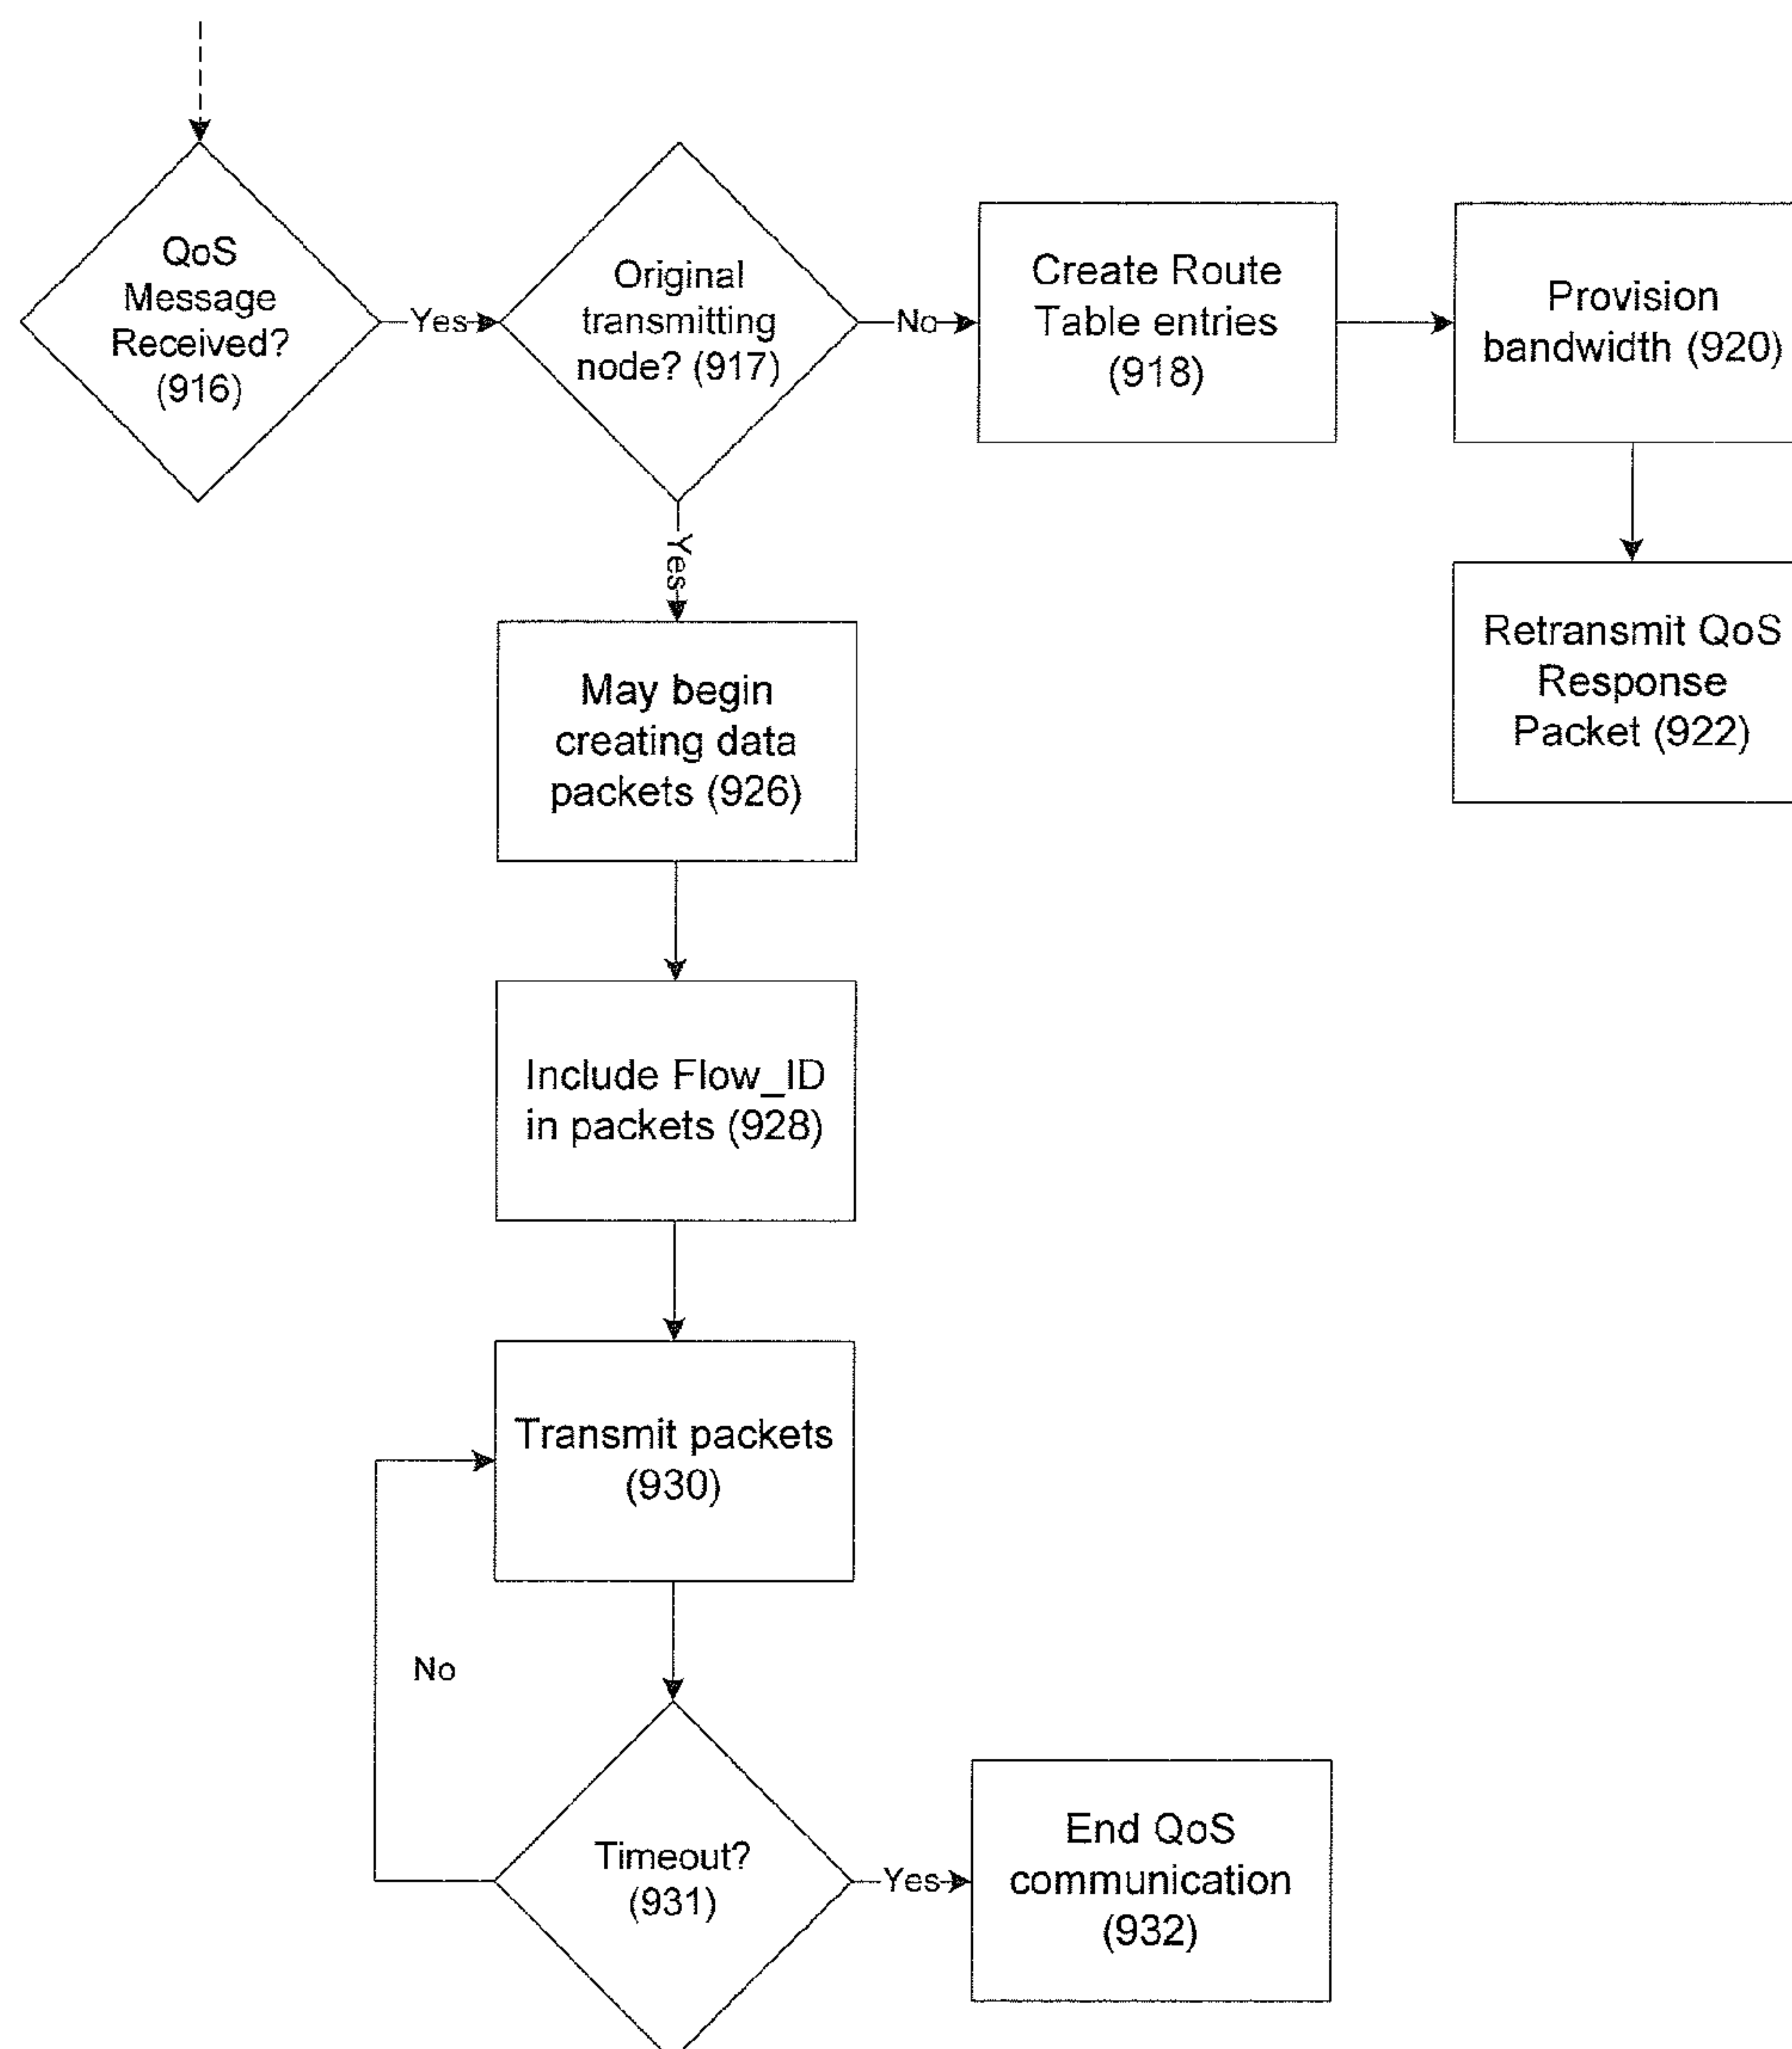 QoS
Message
Received?
(916)
Yes
Original
transmitting
node? (917)
No
Create Route
Table entries
(918)
Provision
bandwidth (920)
Yes
Retransmit QoS
Response
Packet (922)
May begin
creating data
packets (926)
Include Flow_ID
in packets (928)
Transmit packets
(930)
No
Timeout?
(931)
Yes
End QoS
communication
(932)